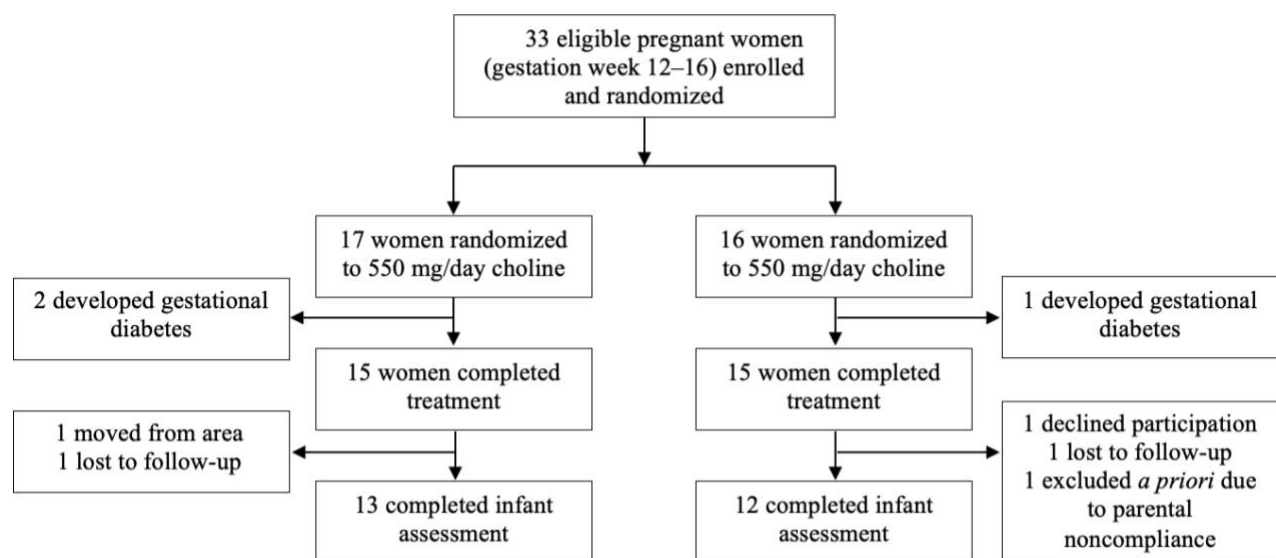 33 eligible pregnant women
(gestation week 12–16) enrolled
and randomized
17 women randomized
to 550 mg/day choline
16 women randomized
to 550 mg/day choline
2 developed gestational
diabetes
1 developed gestational
diabetes
15 women completed
treatment
15 women completed
treatment
1 moved from area
1 lost to follow-up
1 declined participation
1 lost to follow-up
1 excluded a priori due
to parental
noncompliance
13 completed infant
assessment
12 completed infant
assessment